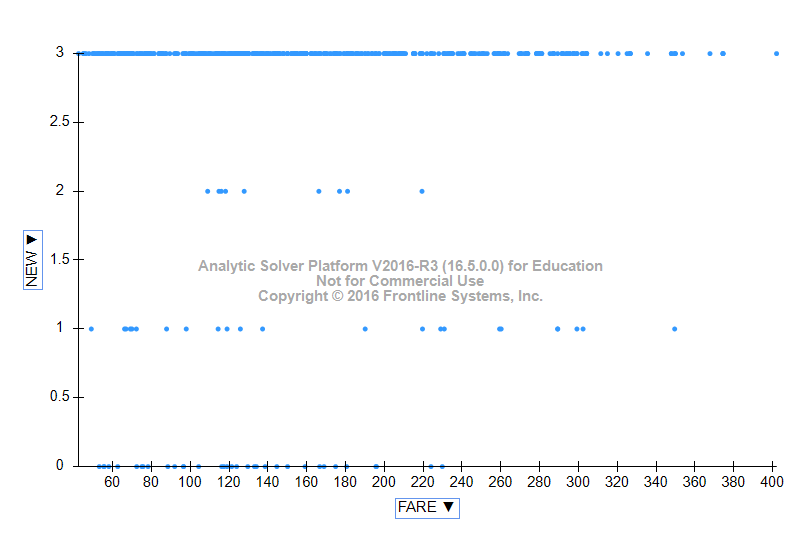 3
2.5
2
1.5
1
0.5
0
NEW ▼
Analytic Solver Platform V2016-R3 (16.5.0.0) for Education
Not for Commercial Use
Copyright © 2016 Frontline Systems, Inc.
60 80 100 120 140 160 180 200 220 240 260 280 300 320 340 360 380 400
FARE ▼